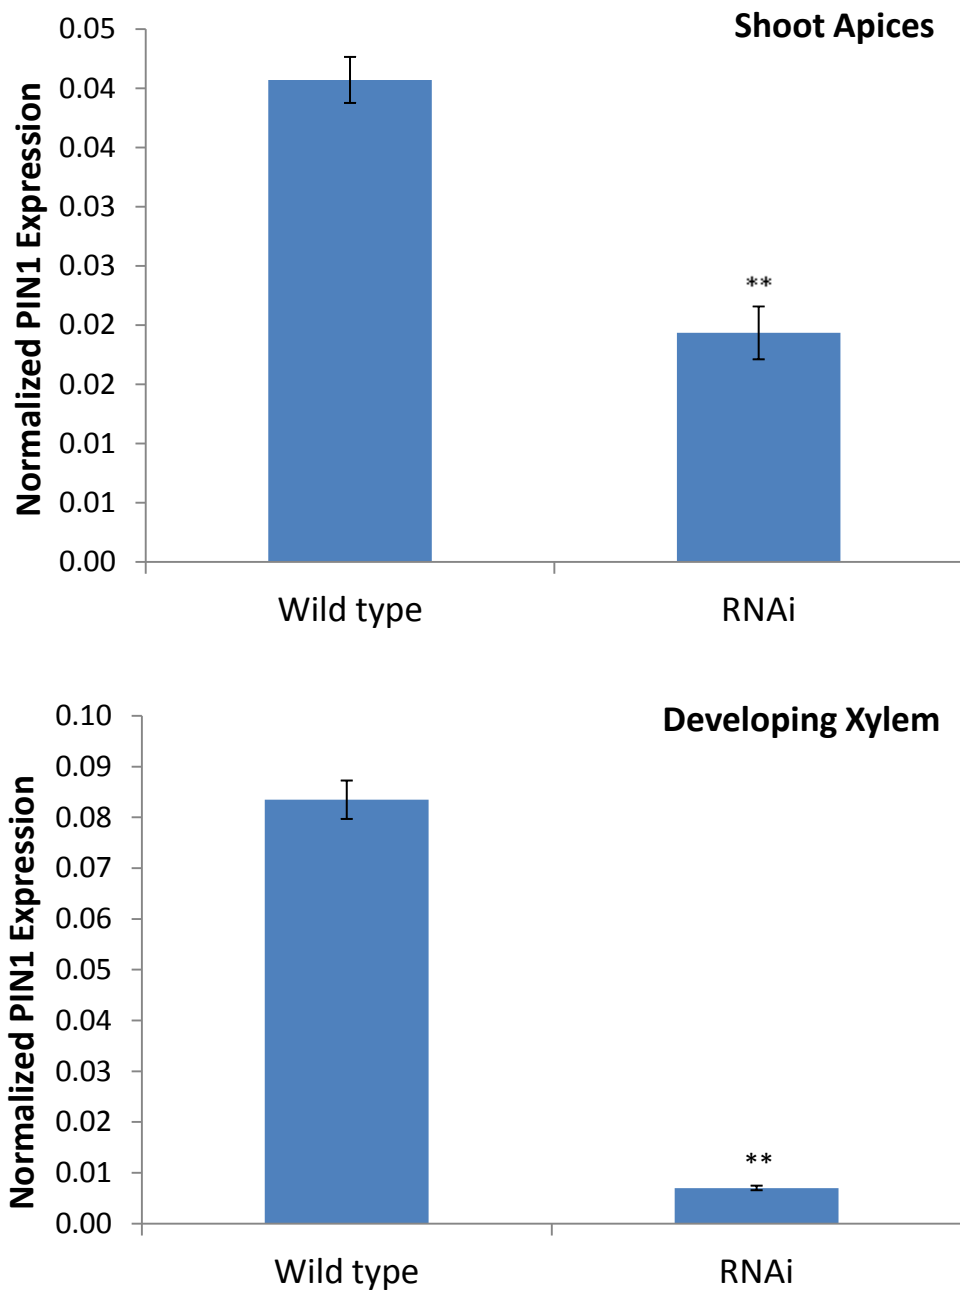 Shoot Apices
Normalized PIN1 Expression
0.05
0.04
0.04
0.03
0.03
0.02
0.02
0.01
0.01
0.00
**
Wild type
RNAi
Developing Xylem
Normalized PIN1 Expression
0.10
0.09
0.08
0.07
0.06
0.05
0.04
0.03
0.02
0.01
0.00
**
Wild type
RNAi